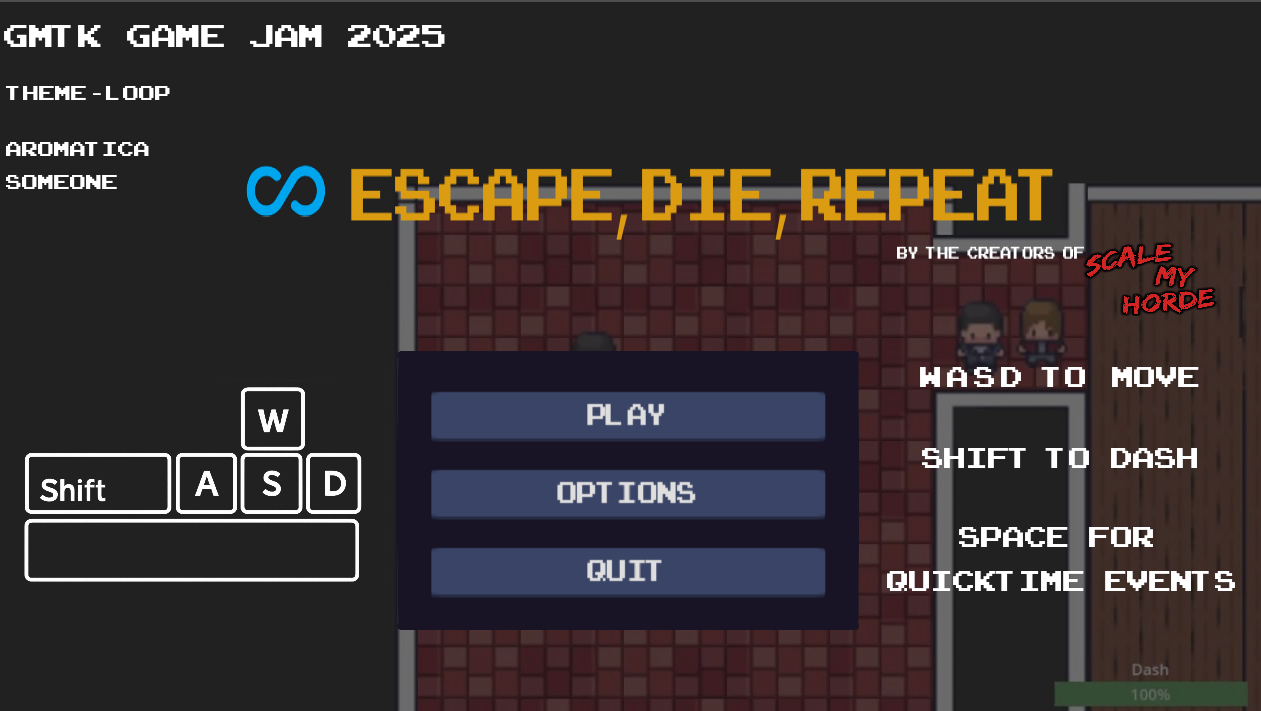 GMTK GAME JAM 2025
THEME-LOOP
AROMATICA
SOMEONE
ESCAPE,DIE,REPEAT
BY THE CREATORS OF
SCALE
MY
HORDE
PLAY
OPTIONS
QUIT
W
Shift A S D
WASD TO MOVE
SHIFT TO DASH
SPACE FOR
QUICKTIME EVENTS
Dash
100%